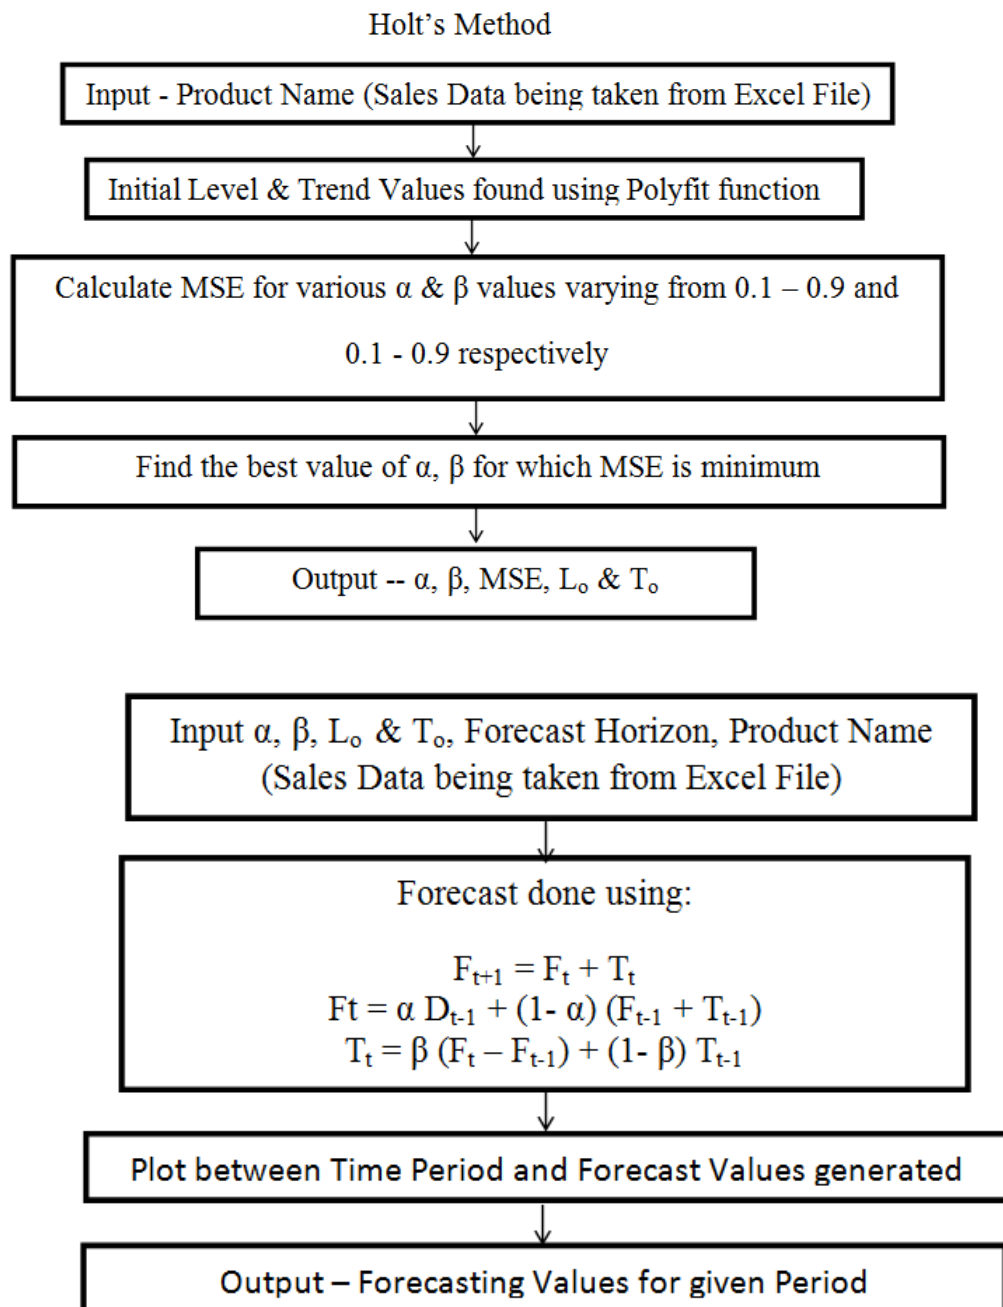 Holt’s Method
Input - Product Name (Sales Data being taken from Excel File)
Initial Level & Trend Values found using Polyfit function
Calculate MSE for various α & β values varying from 0.1 – 0.9 and
0.1 - 0.9 respectively
Find the best value of α, β for which MSE is minimum
Output -- α, β, MSE, Lₒ & Tₒ
Input α, β, Lₒ & Tₒ, Forecast Horizon, Product Name
(Sales Data being taken from Excel File)
Forecast done using:
Fₜ₊₁ = Fₜ + Tₜ
Ft = α Dₜ₋₁ + (1- α) (Fₜ₋₁ + Tₜ₋₁)
Tₜ = β (Fₜ – Fₜ₋₁) + (1- β) Tₜ₋₁
Plot between Time Period and Forecast Values generated
Output – Forecasting Values for given Period